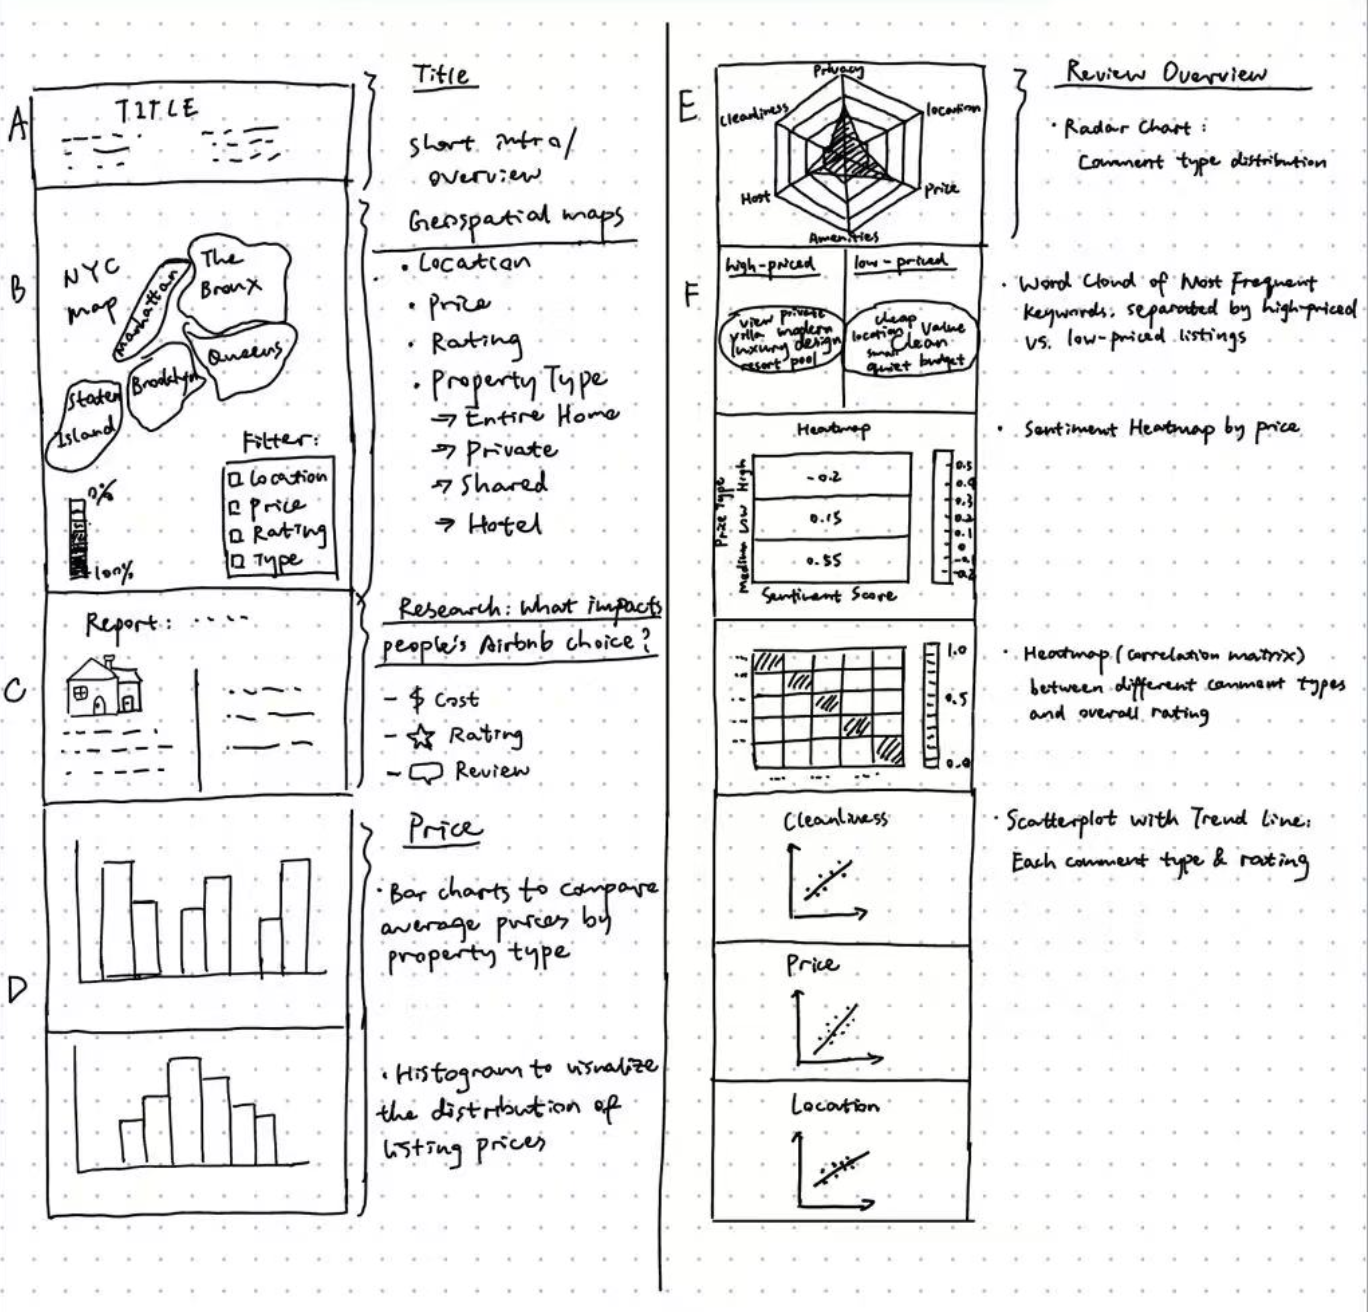 A
TITLE
Title
short intro/
overview
B
NYC
map
The
Bronx
Manhattan
Queens
Brooklyn
Staten
Island
0%
100%
Filter:
Location
Price
Rating
Type
Geospatial maps
• Location
• Price
• Rating
• Property Type
→ Entire Home
→ Private
→ Shared
→ Hotel
C
Report:
Research: What impacts
people's Airbnb choice?
- $ Cost
- ☆ Rating
- Review
D
Price
• Bar charts to compare
average prices by
property type
• Histogram to visualize
the distribution of
listing prices
E
Privacy
Cleanliness
location
Host
Price
Amenities
Review Overview
• Radar Chart:
Comment type distribution
F
high-priced
low-priced
view private
villa modern
luxury design
resort pool
cheap
location value
small clean
quiet budget
• Word Cloud of Most Frequent
keywords, separated by high-priced
vs. low-priced listings
Heatmap
Price Type
Medium Low High
-0.2
0.15
0.55
Sentiment Score
0.5
0.4
0.3
0.2
0.1
0
-0.1
-0.2
• Sentiment Heatmap by price
1.0
0.5
0.0
• Heatmap (correlation matrix)
between different comment types
and overall rating
Cleanliness
Price
Location
• Scatterplot with Trend Line:
Each comment type & rating